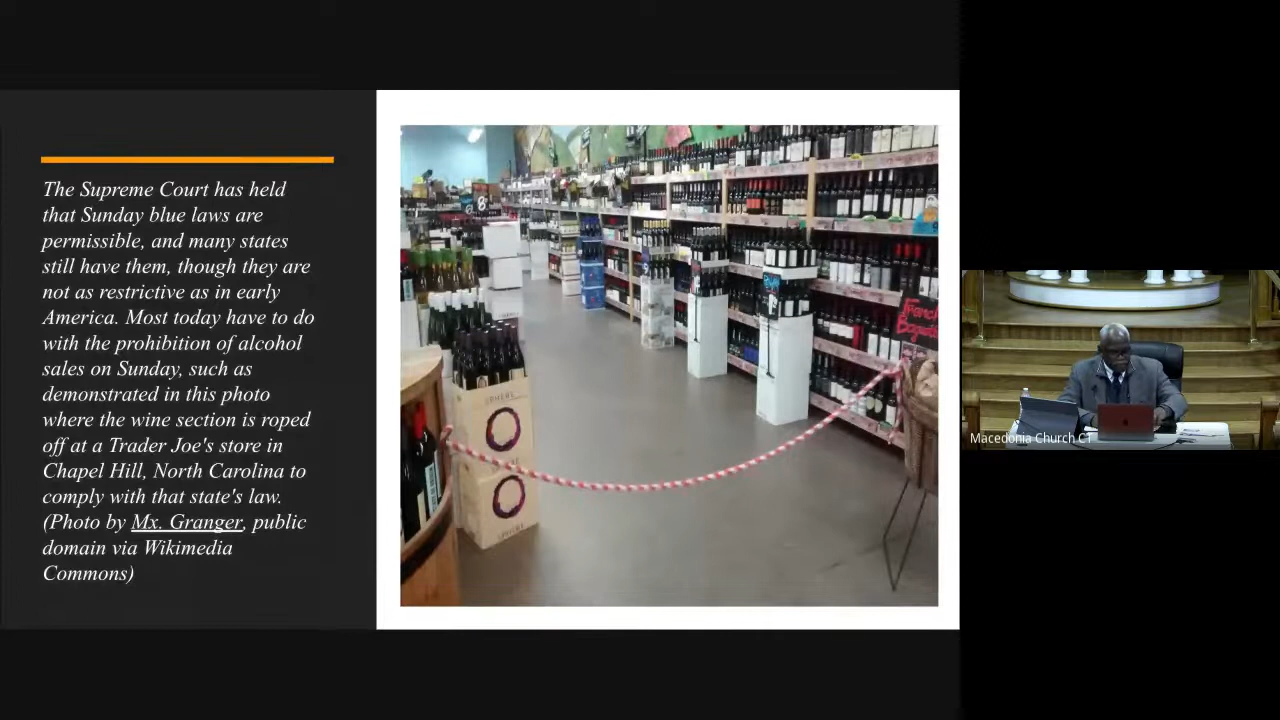 The Supreme Court has held
that Sunday blue laws are
permissible, and many states
still have them, though they are
not as restrictive as in early
America. Most today have to do
with the prohibition of alcohol
sales on Sunday, such as
demonstrated in this photo
where the wine section is roped
off at a Trader Joe's store in
Chapel Hill, North Carolina to
comply with that state's law.
(Photo by Mx. Granger, public
domain via Wikimedia
Commons)
8
SPHERE
SPHERE
Macedonia Church C1